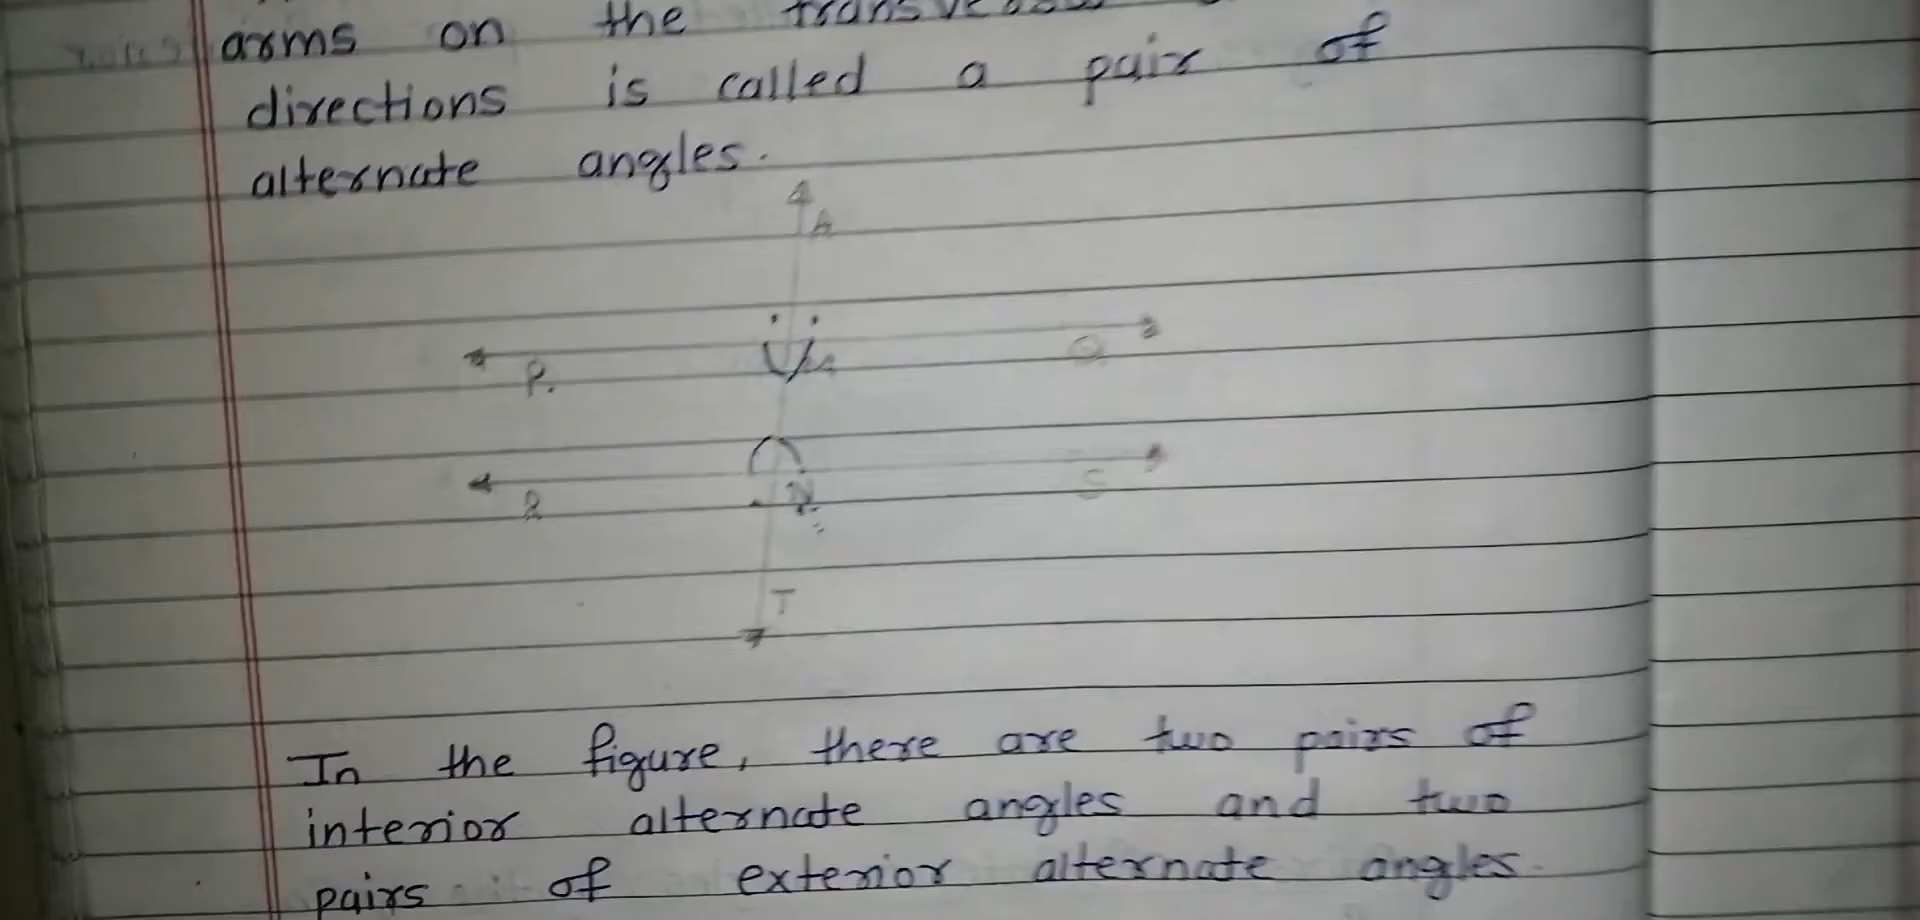 arms on the
directions is called a pair of
alternate angles.
A
P. Q
R N S
T
In the figure, there are two pairs of
interior alternate angles and two
pairs of exterior alternate angles.